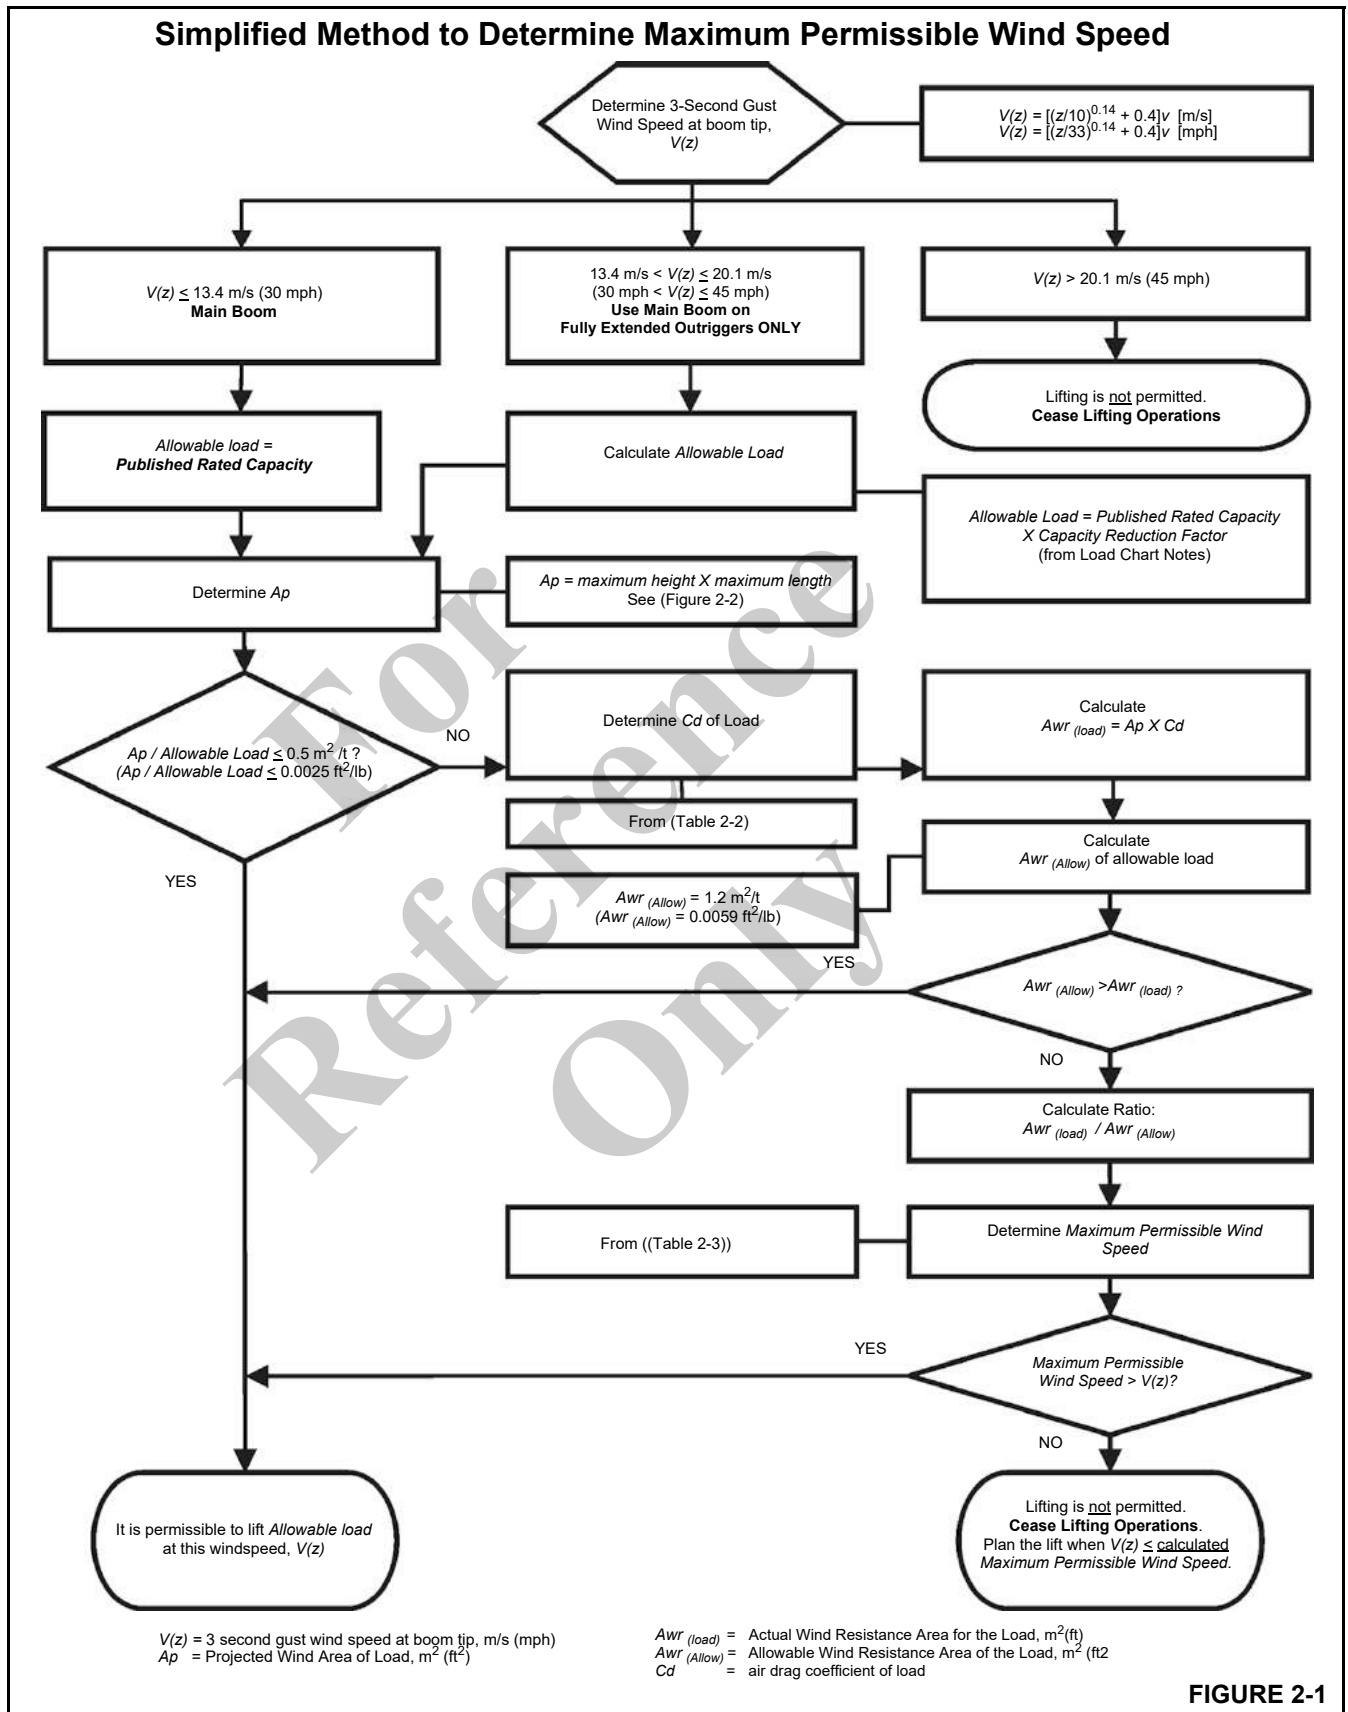 Simplified Method to Determine Maximum Permissible Wind Speed
Determine 3-Second Gust
Wind Speed at boom tip,
V(z)
V(z) = [(z/10)^0.14 + 0.4]v [m/s]
V(z) = [(z/33)^0.14 + 0.4]v [mph]
V(z) ≤ 13.4 m/s (30 mph)
Main Boom
13.4 m/s < V(z) ≤ 20.1 m/s
(30 mph < V(z) ≤ 45 mph)
Use Main Boom on
Fully Extended Outriggers ONLY
V(z) > 20.1 m/s (45 mph)
Lifting is not permitted.
Cease Lifting Operations
Allowable load =
Published Rated Capacity
Calculate Allowable Load
Allowable Load = Published Rated Capacity
X Capacity Reduction Factor
(from Load Chart Notes)
Determine Ap
Ap = maximum height X maximum length
See (Figure 2-2)
Ap / Allowable Load ≤ 0.5 m² /t ?
(Ap / Allowable Load ≤ 0.0025 ft²/lb)
NO
YES
Determine Cd of Load
From (Table 2-2)
Calculate
Awr (load) = Ap X Cd
Calculate
Awr (Allow) of allowable load
Awr (Allow) = 1.2 m²/t
(Awr (Allow) = 0.0059 ft²/lb)
YES
Awr (Allow) >Awr (load) ?
NO
Calculate Ratio:
Awr (load) / Awr (Allow)
From ((Table 2-3))
Determine Maximum Permissible Wind
Speed
YES
Maximum Permissible
Wind Speed > V(z)?
NO
It is permissible to lift Allowable load
at this windspeed, V(z)
Lifting is not permitted.
Cease Lifting Operations.
Plan the lift when V(z) ≤ calculated
Maximum Permissible Wind Speed.
V(z) = 3 second gust wind speed at boom tip, m/s (mph)
Ap = Projected Wind Area of Load, m² (ft²)
Awr (load) = Actual Wind Resistance Area for the Load, m²(ft)
Awr (Allow) = Allowable Wind Resistance Area of the Load, m² (ft2
Cd = air drag coefficient of load
FIGURE 2-1
For
Reference
Only